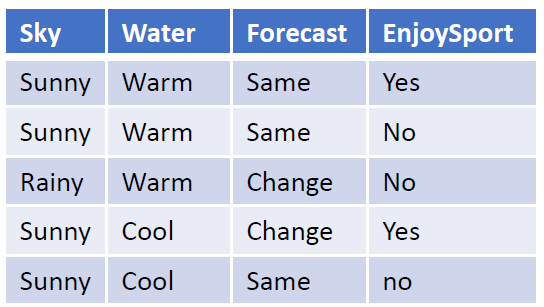 Sky Water Forecast EnjoySport
Sunny Warm Same Yes
Sunny Warm Same No
Rainy Warm Change No
Sunny Cool Change Yes
Sunny Cool Same no